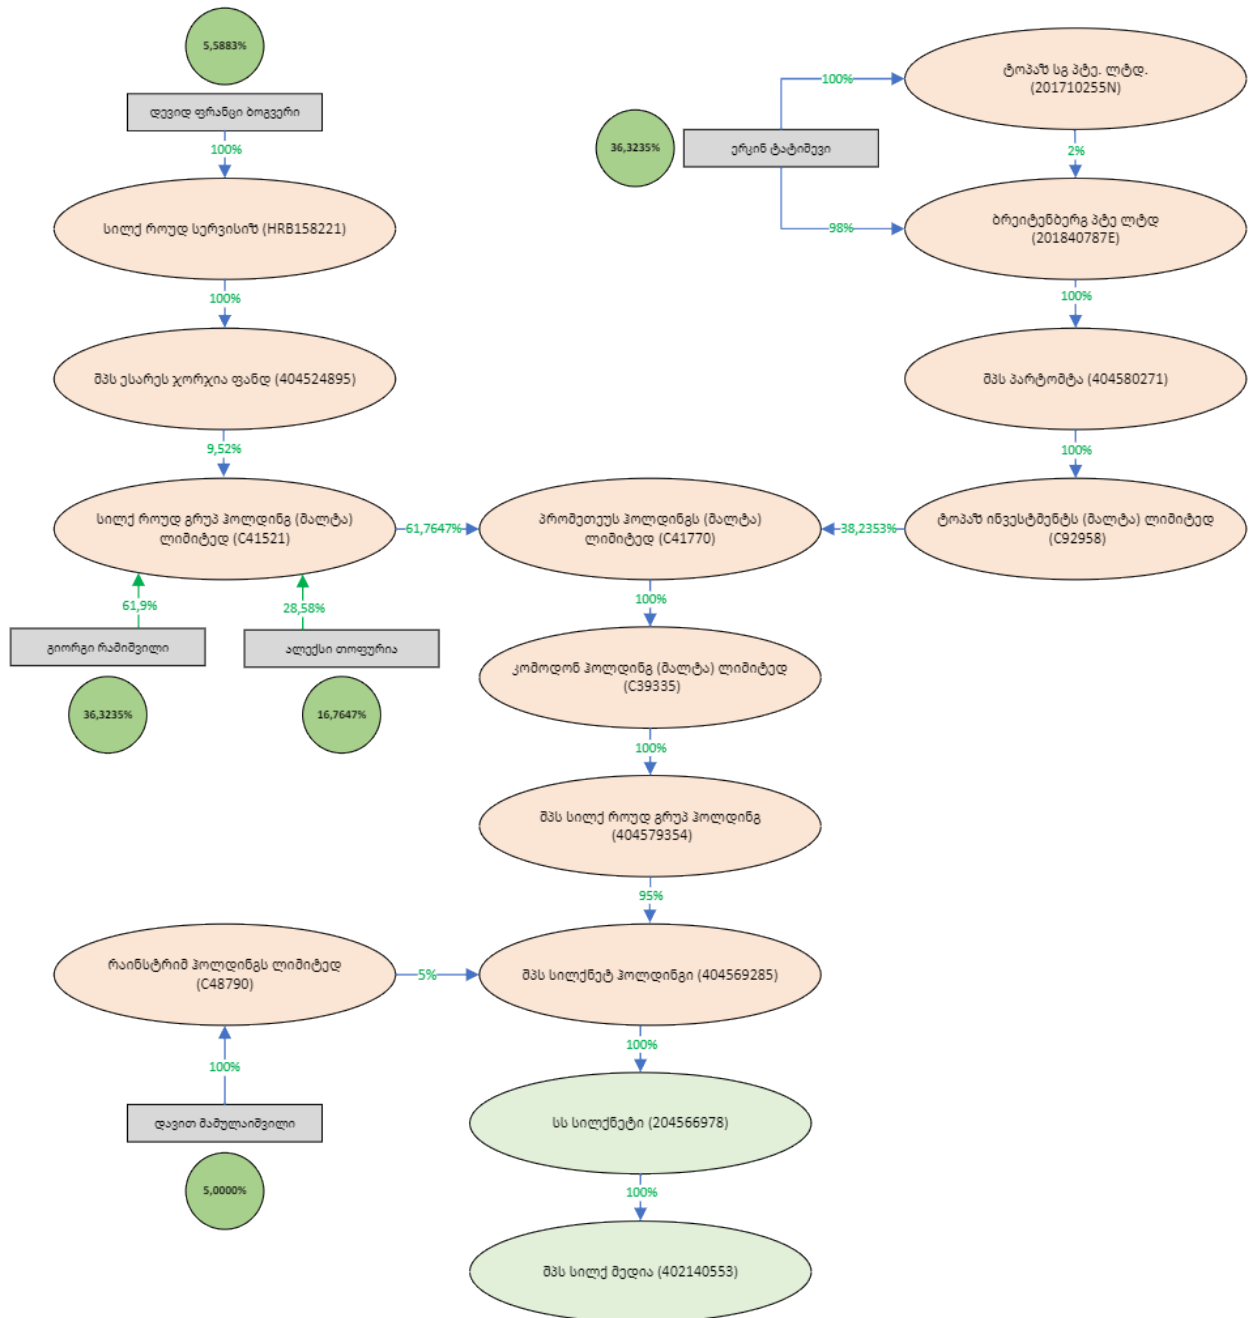 5,5883%
დევიდ ფრანცი ბოგვერი
100%
სილქ როუდ სერვისიზ (HRB158221)
100%
შპს ესარეს ჯორჯია ფანდ (404524895)
9,52%
სილქ როუდ გრუპ ჰოლდინგ (მალტა)
ლიმიტედ (C41521)
61,9%
გიორგი რამიშვილი
36,3235%
28,58%
ალექსი თოფურია
16,7647%
61,7647%
36,3235%
ერკინ ტატიშევი
100%
ტოპაზ სგ პტე. ლტდ.
(201710255N)
2%
98%
ბრეიტენბერგ პტე ლტდ
(201840787E)
100%
შპს პარტომტა (404580271)
100%
ტოპაზ ინვესტმენტს (მალტა) ლიმიტედ
(C92958)
38,2353%
პრომეთეუს ჰოლდინგს (მალტა)
ლიმიტედ (C41770)
100%
კომოდონ ჰოლდინგ (მალტა) ლიმიტედ
(C39335)
100%
შპს სილქ როუდ გრუპ ჰოლდინგ
(404579354)
95%
რაინსტრიმ ჰოლდინგს ლიმიტედ
(C48790)
5%
100%
დავით მამულაიშვილი
5,0000%
შპს სილქნეტ ჰოლდინგი (404569285)
100%
სს სილქნეტი (204566978)
100%
შპს სილქ მედია (402140553)